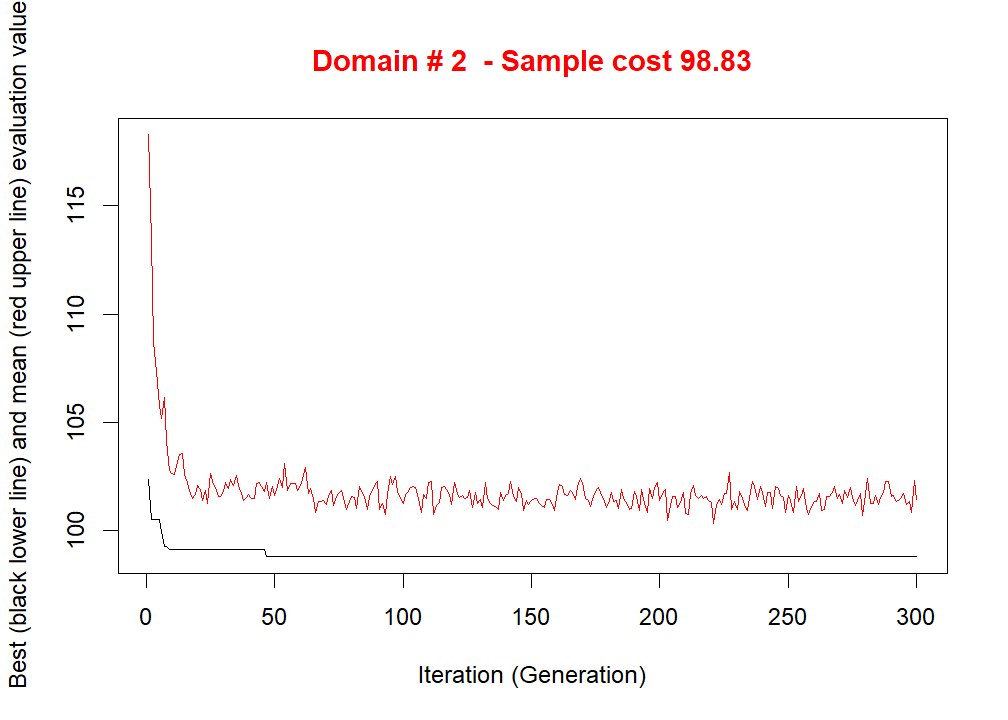 Domain # 2  - Sample cost 98.83
Best (black lower line) and mean (red upper line) evaluation value
115
110
105
100
0 50 100 150 200 250 300
Iteration (Generation)